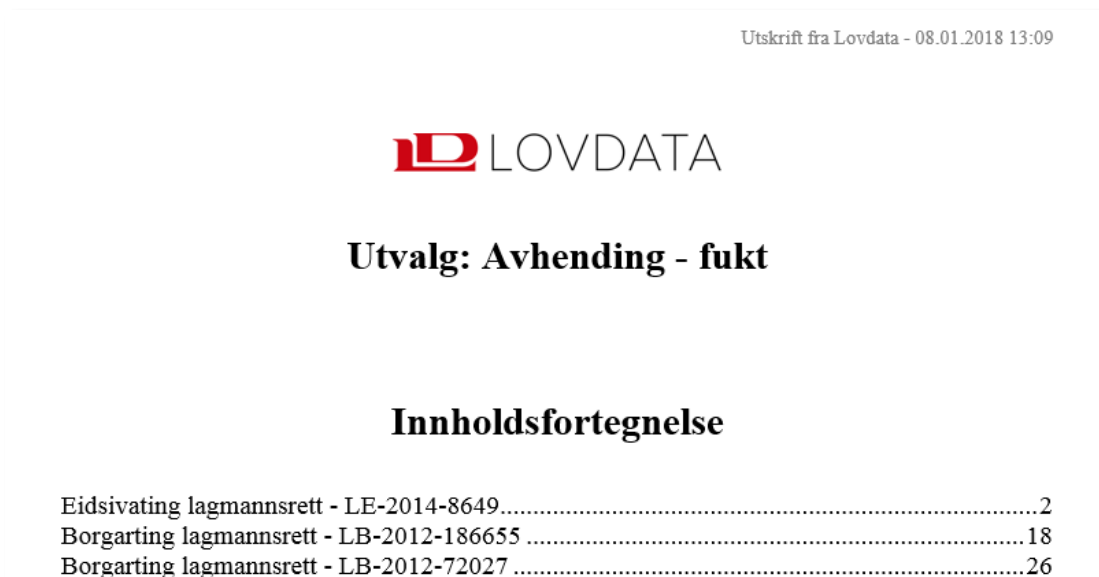 Utskrift fra Lovdata - 08.01.2018 13:09
LOVDATA
Utvalg: Avhending - fukt
Innholdsfortegnelse
Eidsivating lagmannsrett - LE-2014-8649....................................................................................2
Borgarting lagmannsrett - LB-2012-186655 ................................................................................18
Borgarting lagmannsrett - LB-2012-72027 ..................................................................................26